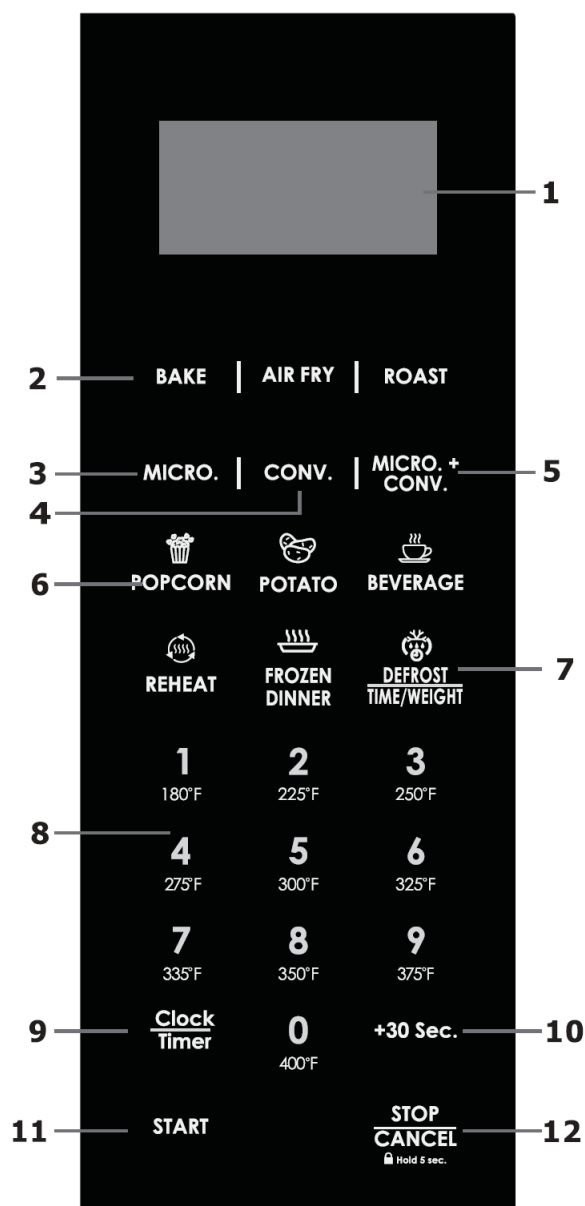 1
2 BAKE AIR FRY ROAST
3 MICRO. CONV. MICRO. + CONV. 5
4
6 POPCORN POTATO BEVERAGE
REHEAT FROZEN DINNER DEFROST TIME/WEIGHT 7
1 2 3
180°F 225°F 250°F
8
4 5 6
275°F 300°F 325°F
7 8 9
335°F 350°F 375°F
9 Clock Timer 0 +30 Sec. 10
400°F
11 START STOP CANCEL 12
Hold 5 sec.